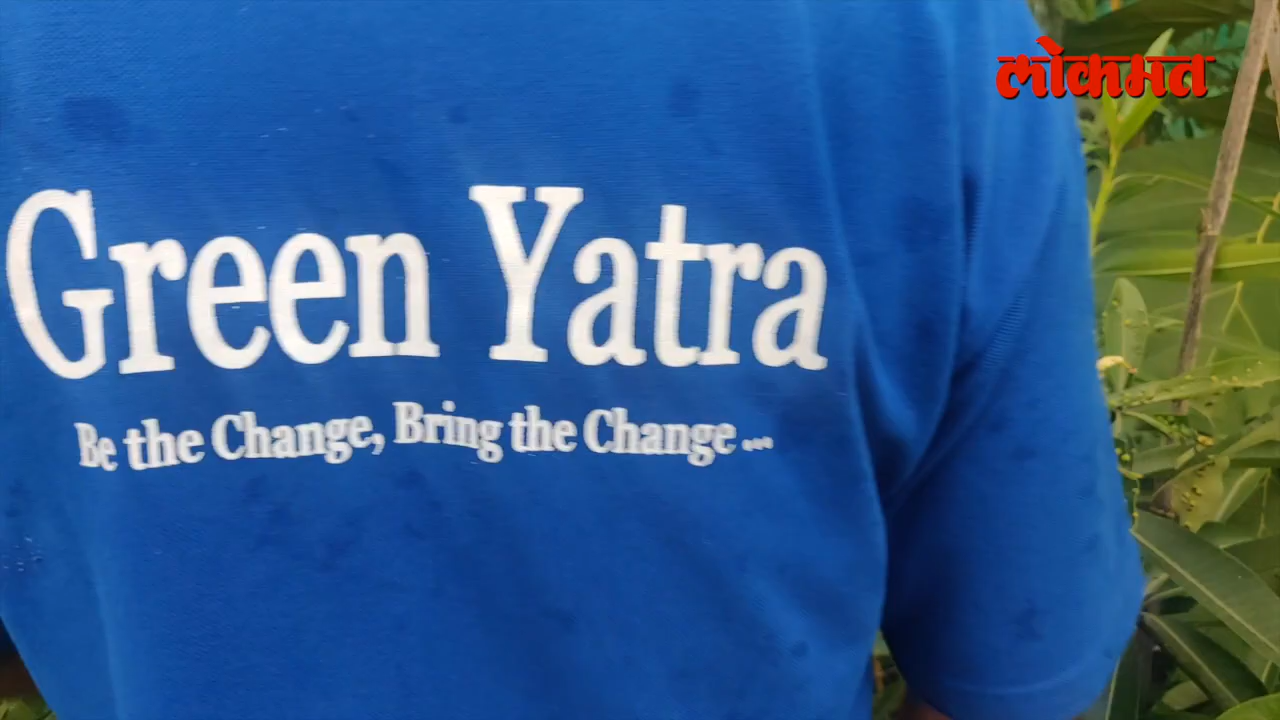 लोकमत
Green Yatra
Be the Change, Bring the Change ...